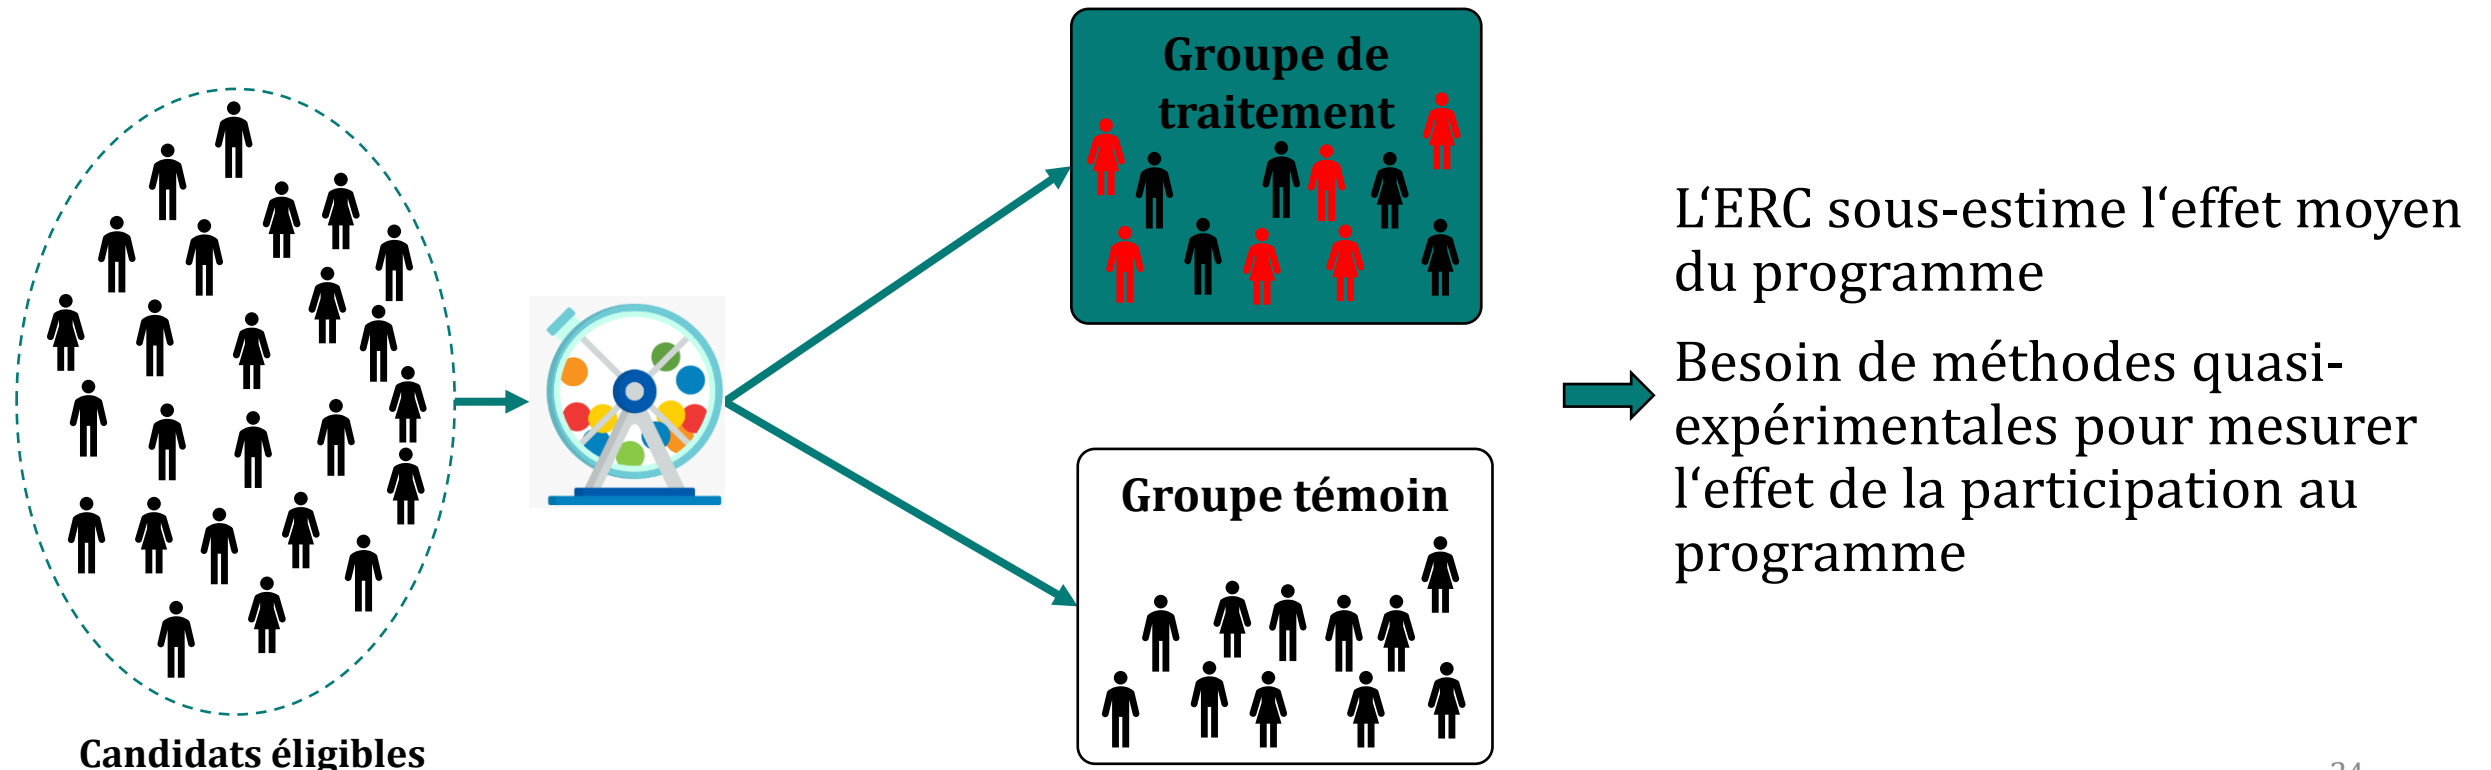 Groupe de
traitement
L‘ERC sous-estime l‘effet moyen
du programme
Besoin de méthodes quasi-
expérimentales pour mesurer
l‘effet de la participation au
programme
Groupe témoin
Candidats éligibles